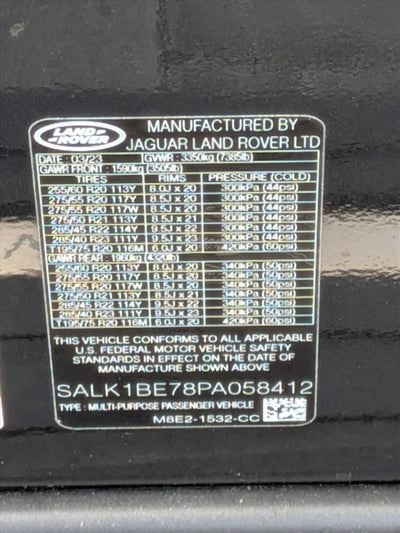 LAND ROVER
MANUFACTURED BY
JAGUAR LAND ROVER LTD
DATE : 03/23 GVWR : 3350kg (7385lb)
GAWR FRONT : 1590kg (3505lb)
TIRES RIMS PRESSURE (COLD)
255/60 R20 113Y 8.0J x 20 300kPa (44psi)
275/55 R20 117Y 8.5J x 20 300kPa (44psi)
275/55 R20 117W 8.5J x 20 300kPa (44psi)
275/50 R21 113Y 8.5J x 21 300kPa (44psi)
285/45 R22 114Y 9.5J x 22 300kPa (44psi)
285/40 R23 111Y 9.5J x 23 300kPa (44psi)
T195/75 R20 116M 6.0J x 20 420kPa (60psi)
GAWR REAR : 1960kg (4320lb)
255/60 R20 113Y 8.0J x 20 340kPa (50psi)
275/55 R20 117Y 8.5J x 20 340kPa (50psi)
275/55 R20 117W 8.5J x 20 340kPa (50psi)
275/50 R21 113Y 8.5J x 21 340kPa (50psi)
285/45 R22 114Y 9.5J x 22 340kPa (50psi)
285/40 R23 111Y 9.5J x 23 340kPa (50psi)
T195/75 R20 116M 6.0J x 20 420kPa (60psi)
THIS VEHICLE CONFORMS TO ALL APPLICABLE
U.S. FEDERAL MOTOR VEHICLE SAFETY
STANDARDS IN EFFECT ON THE DATE OF
MANUFACTURE SHOWN ABOVE
SALK1BE78PA058412
TYPE : MULTI-PURPOSE PASSENGER VEHICLE
M8E2-1532-CC